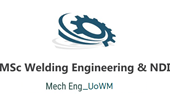 MSc Welding Engineering & NDI
Mech Eng_UoWM